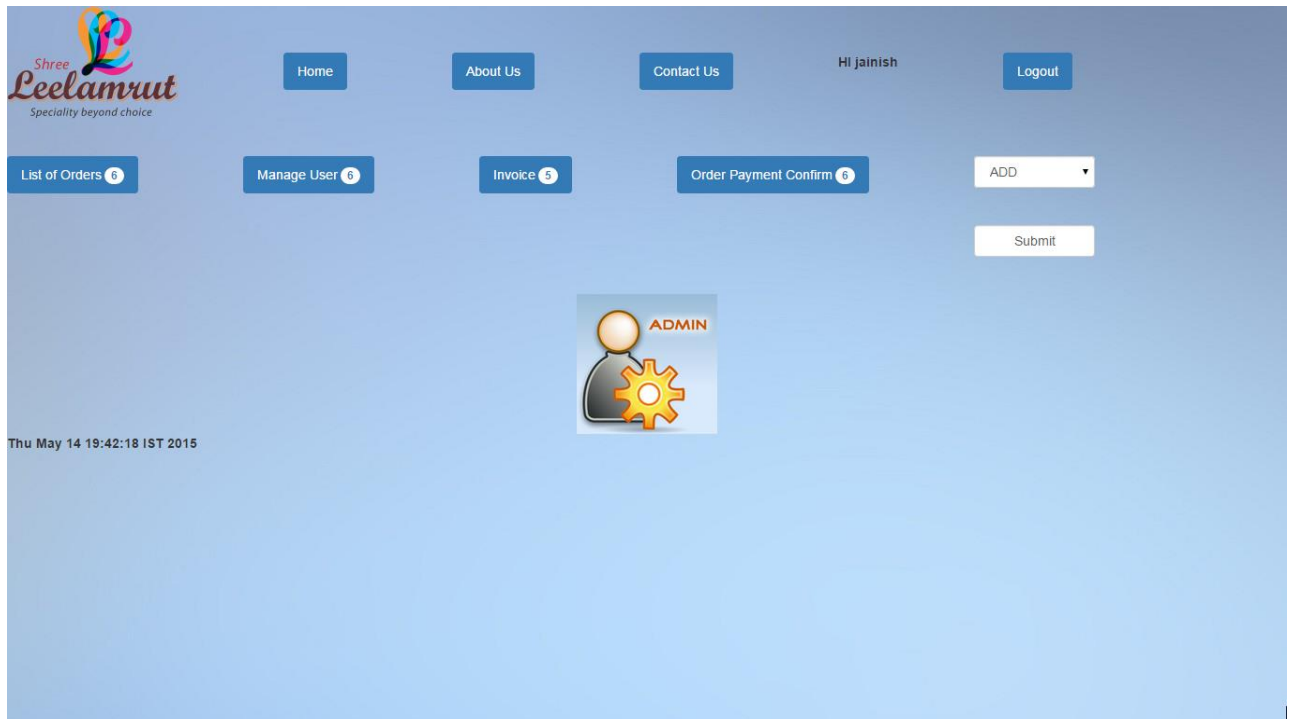 Shree
Leelamrut
Speciality beyond choice
Home
About Us
Contact Us
HI jainish
Logout
List of Orders 6
Manage User 6
Invoice 5
Order Payment Confirm 6
ADD
Submit
ADMIN
Thu May 14 19:42:18 IST 2015